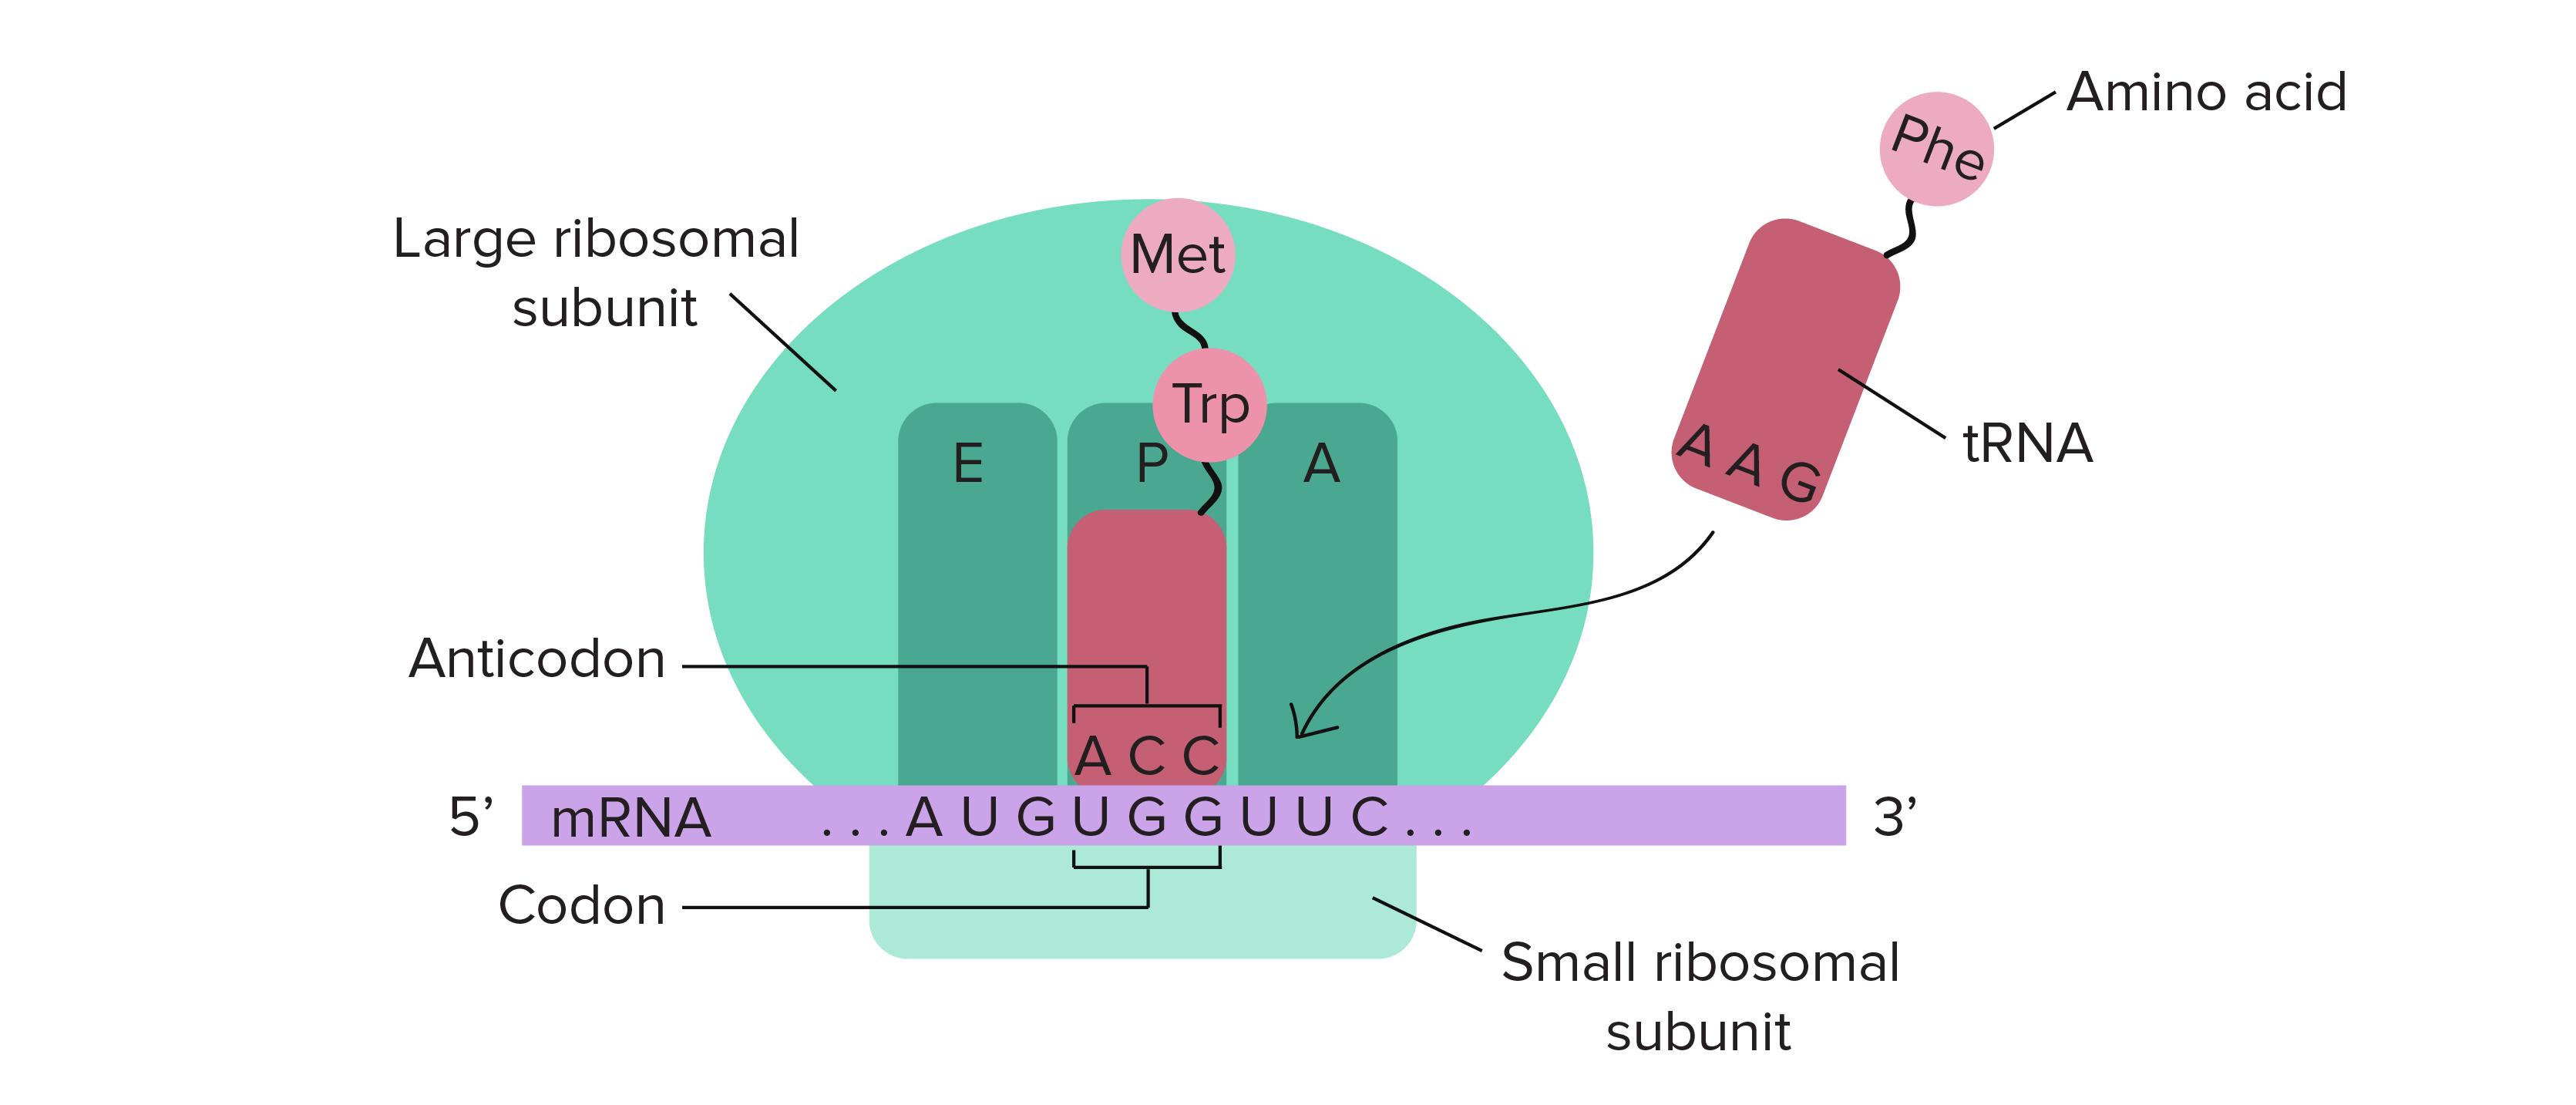 Amino acid
Phe
Large ribosomal
subunit
Met
Trp
E P A
tRNA
A A G
Anticodon
A C C
5’ mRNA ...A U G U G G U U C... 3’
Codon
Small ribosomal
subunit